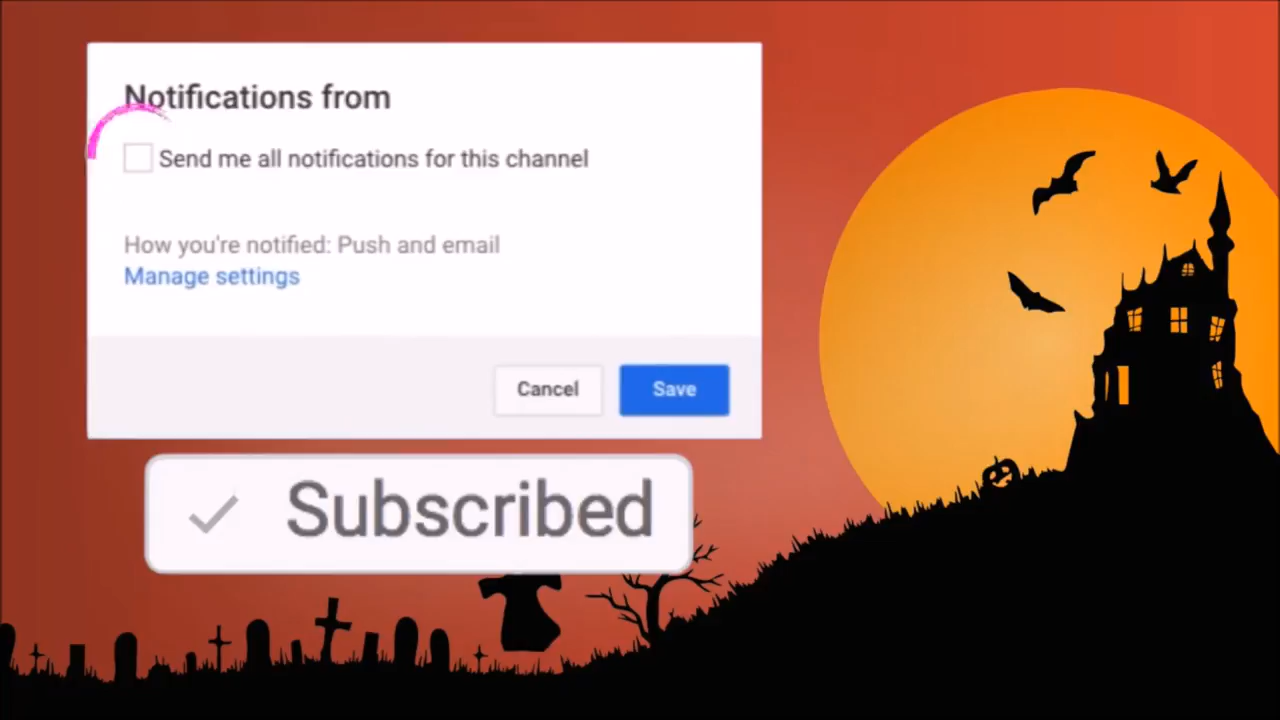 Notifications from
Send me all notifications for this channel
How you're notified: Push and email
Manage settings
Cancel
Save
Subscribed